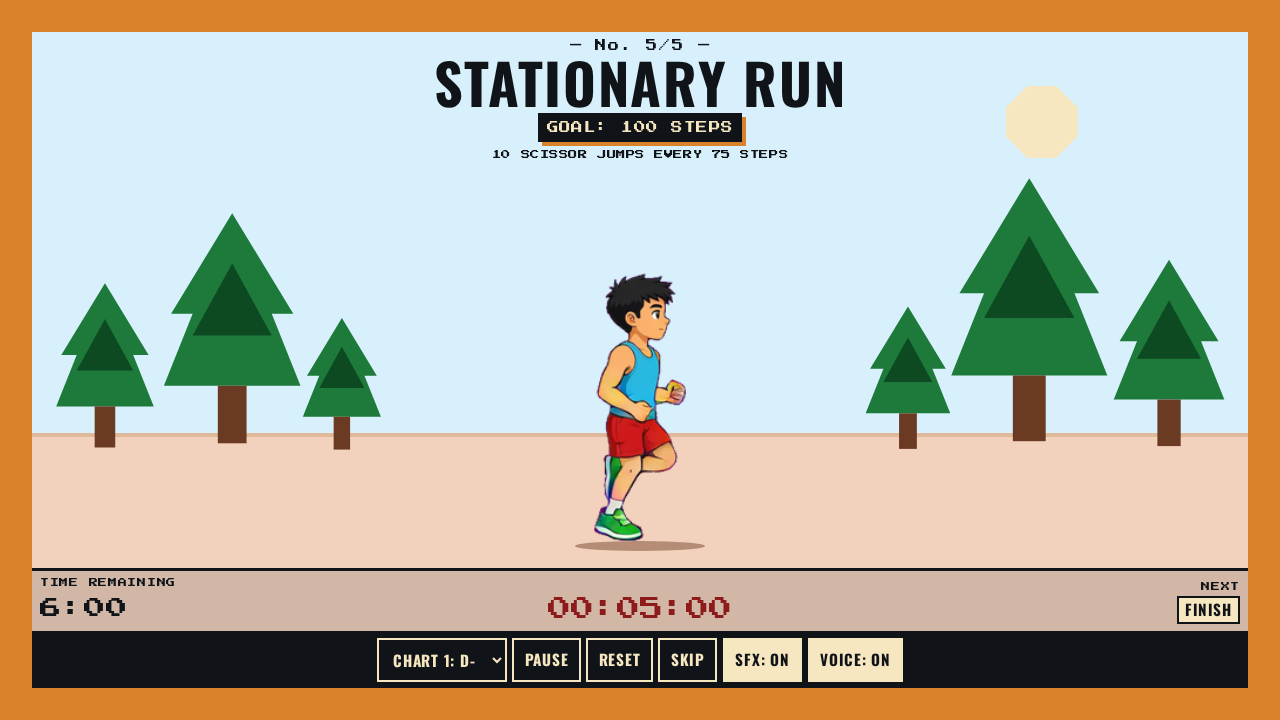 — No. 5/5 —
STATIONARY RUN
GOAL: 100 STEPS
10 SCISSOR JUMPS EVERY 75 STEPS
TIME REMAINING
6:00
00:05:00
NEXT
FINISH
CHART 1: D-
PAUSE
RESET
SKIP
SFX: ON
VOICE: ON